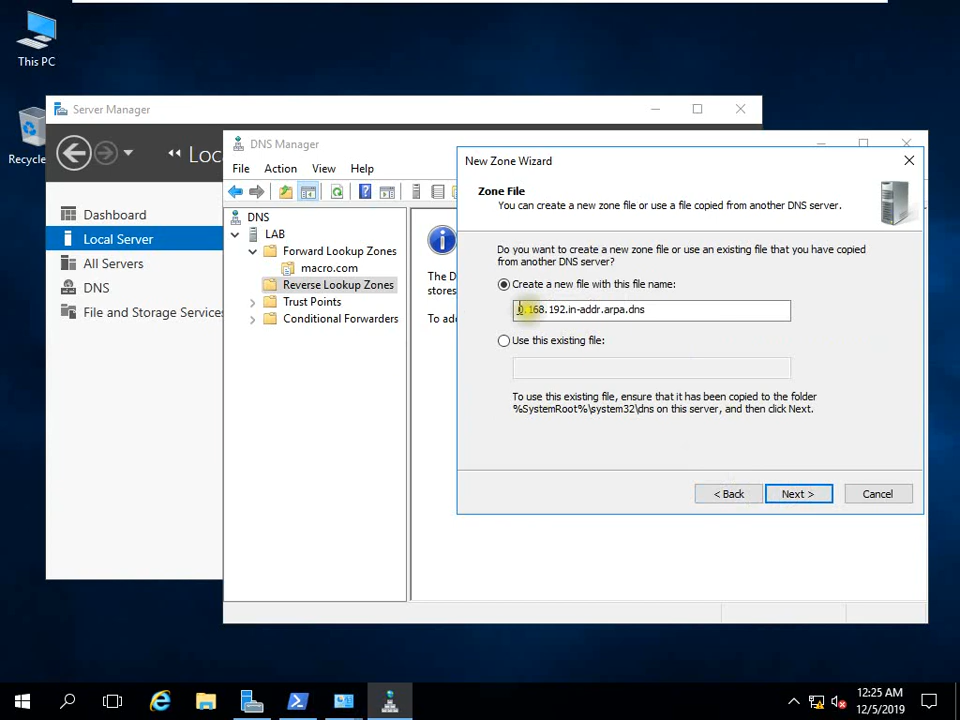 This PC
Recycle
Server Manager
Loc
Dashboard
Local Server
All Servers
DNS
File and Storage Services
DNS Manager
File Action View Help
DNS
LAB
Forward Lookup Zones
macro.com
Reverse Lookup Zones
Trust Points
Conditional Forwarders
The D
stores
To ad
New Zone Wizard
Zone File
You can create a new zone file or use a file copied from another DNS server.
Do you want to create a new zone file or use an existing file that you have copied
from another DNS server?
Create a new file with this file name:
0.168.192.in-addr.arpa.dns
Use this existing file:
To use this existing file, ensure that it has been copied to the folder
%SystemRoot%\system32\dns on this server, and then click Next.
< Back Next > Cancel
12:25 AM
12/5/2019